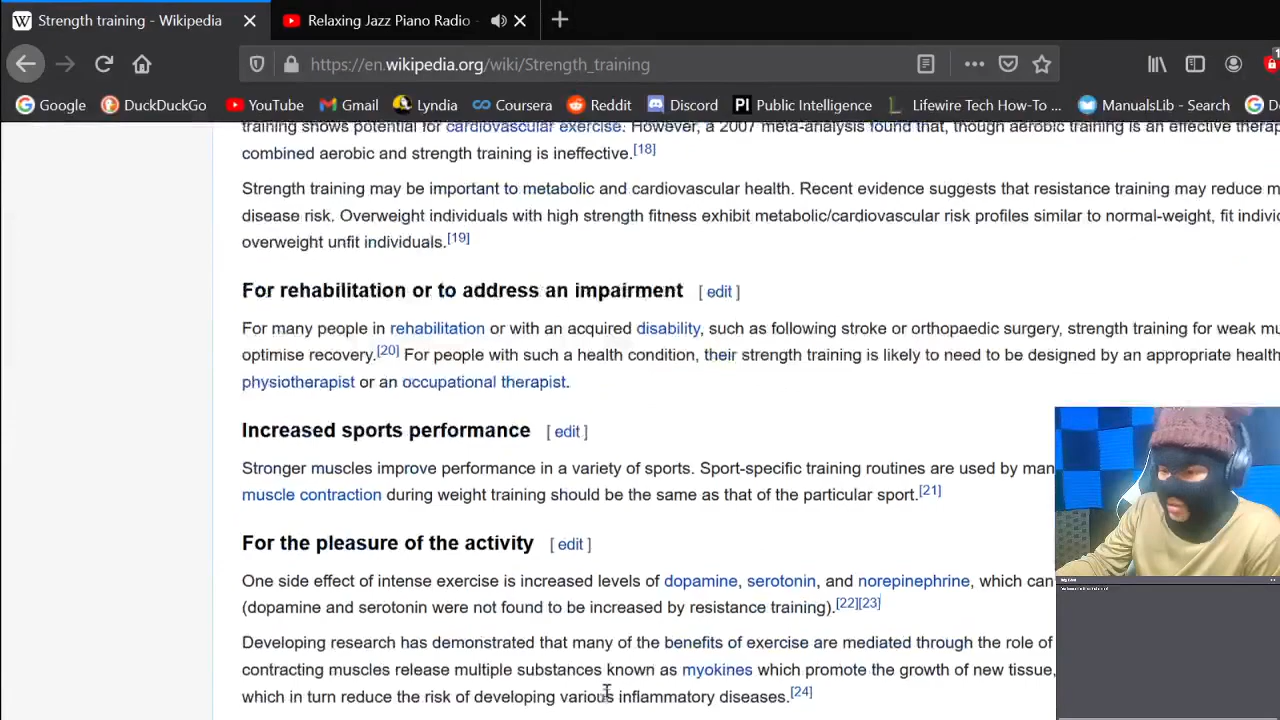 Strength training - Wikipedia
Relaxing Jazz Piano Radio -
https://en.wikipedia.org/wiki/Strength_training
Google DuckDuckGo YouTube Gmail Lyndia Coursera Reddit Discord Public Intelligence Lifewire Tech How-To ... ManualsLib - Search
training shows potential for cardiovascular exercise. However, a 2007 meta-analysis found that, though aerobic training is an effective therap
combined aerobic and strength training is ineffective.[18]
Strength training may be important to metabolic and cardiovascular health. Recent evidence suggests that resistance training may reduce m
disease risk. Overweight individuals with high strength fitness exhibit metabolic/cardiovascular risk profiles similar to normal-weight, fit indivi
overweight unfit individuals.[19]
For rehabilitation or to address an impairment [ edit ]
For many people in rehabilitation or with an acquired disability, such as following stroke or orthopaedic surgery, strength training for weak mu
optimise recovery.[20] For people with such a health condition, their strength training is likely to need to be designed by an appropriate health
physiotherapist or an occupational therapist.
Increased sports performance [ edit ]
Stronger muscles improve performance in a variety of sports. Sport-specific training routines are used by man
muscle contraction during weight training should be the same as that of the particular sport.[21]
For the pleasure of the activity [ edit ]
One side effect of intense exercise is increased levels of dopamine, serotonin, and norepinephrine, which can
(dopamine and serotonin were not found to be increased by resistance training).[22][23]
Developing research has demonstrated that many of the benefits of exercise are mediated through the role of
contracting muscles release multiple substances known as myokines which promote the growth of new tissue,
which in turn reduce the risk of developing various inflammatory diseases.[24]